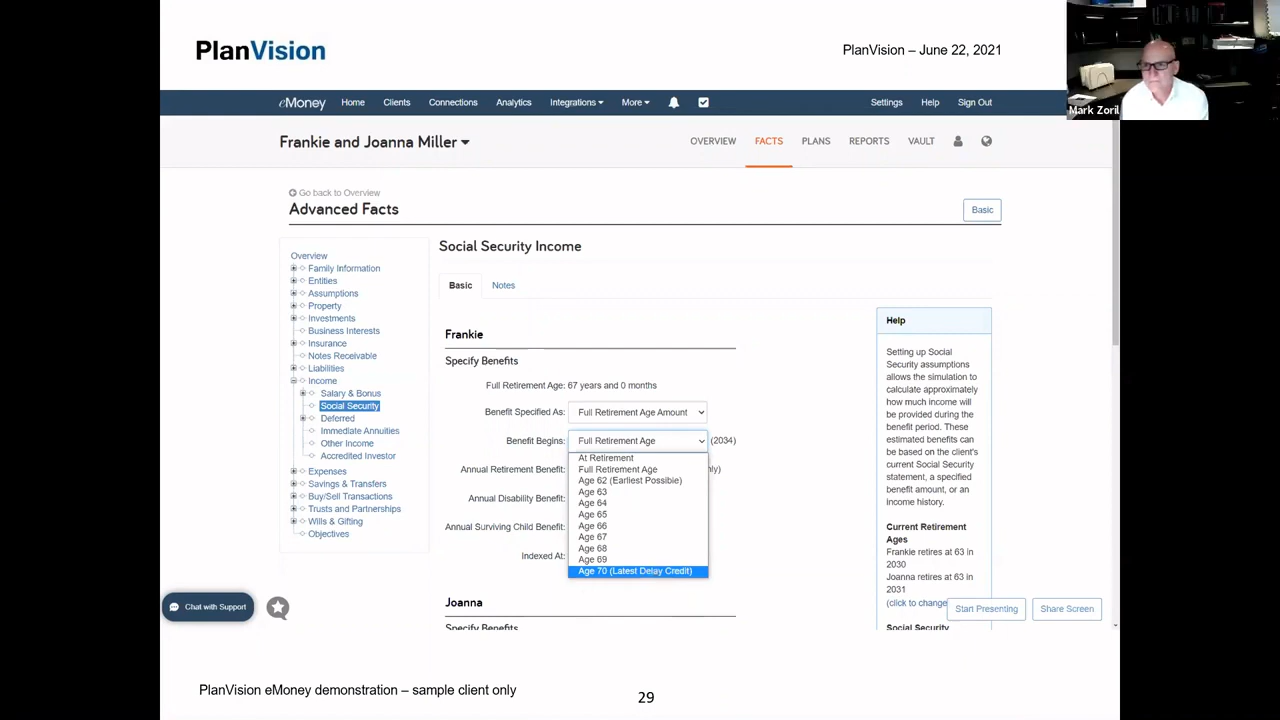 PlanVision
PlanVision – June 22, 2021
Mark Zoril
eMoney Home Clients Connections Analytics Integrations More Settings Help Sign Out
Frankie and Joanna Miller
OVERVIEW FACTS PLANS REPORTS VAULT
Go back to Overview
Advanced Facts
Basic
Overview
Family Information
Entities
Assumptions
Property
Investments
Business Interests
Insurance
Notes Receivable
Liabilities
Income
Salary & Bonus
Social Security
Deferred
Immediate Annuities
Other Income
Accredited Investor
Expenses
Savings & Transfers
Buy/Sell Transactions
Trusts and Partnerships
Wills & Gifting
Objectives
Social Security Income
Basic Notes
Frankie
Specify Benefits
Full Retirement Age: 67 years and 0 months
Benefit Specified As: Full Retirement Age Amount
Benefit Begins: Full Retirement Age (2034)
At Retirement
Full Retirement Age
Age 62 (Earliest Possible)
Age 63
Age 64
Age 65
Age 66
Age 67
Age 68
Age 69
Age 70 (Latest Delay Credit)
Annual Retirement Benefit:
Annual Disability Benefit:
Annual Surviving Child Benefit:
Indexed At:
Joanna
Specify Benefits
Help
Setting up Social
Security assumptions
allows the simulation to
calculate approximately
how much income will
be provided during the
benefit period. These
estimated benefits can
be based on the client's
current Social Security
statement, a specified
benefit amount, or an
income history.
Current Retirement
Ages
Frankie retires at 63 in
2030
Joanna retires at 63 in
2031
(click to change
Social Security
Start Presenting
Share Screen
Chat with Support
PlanVision eMoney demonstration – sample client only
29